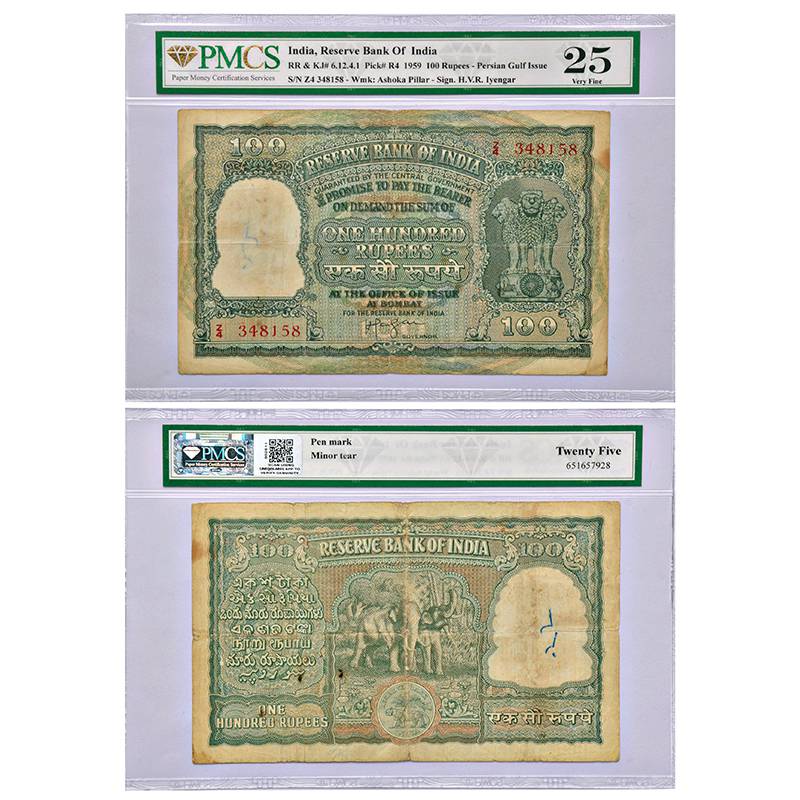 PMCS
Paper Money Certification Services
India, Reserve Bank Of India
RR & KJ# 6.12.4.1 Pick# R4 1959 100 Rupees - Persian Gulf Issue
S/N Z4 348158 - Wmk: Ashoka Pillar - Sign. H.V.R. Iyengar
25
Very Fine
100
Z/4 348158
RESERVE BANK OF INDIA
GUARANTEED BY THE CENTRAL GOVERNMENT
I PROMISE TO PAY THE BEARER
ON DEMAND THE SUM OF
ONE HUNDRED
RUPEES
एक सौ रुपये
AT THE OFFICE OF ISSUE
AT BOMBAY
FOR THE RESERVE BANK OF INDIA
Z/4 348158
GOVERNOR
100
PMCS
Paper Money Certification Services
Pen mark
Minor tear
Twenty Five
651657928
100
RESERVE BANK OF INDIA
100
ONE
HUNDRED RUPEES
एक सौ रुपये